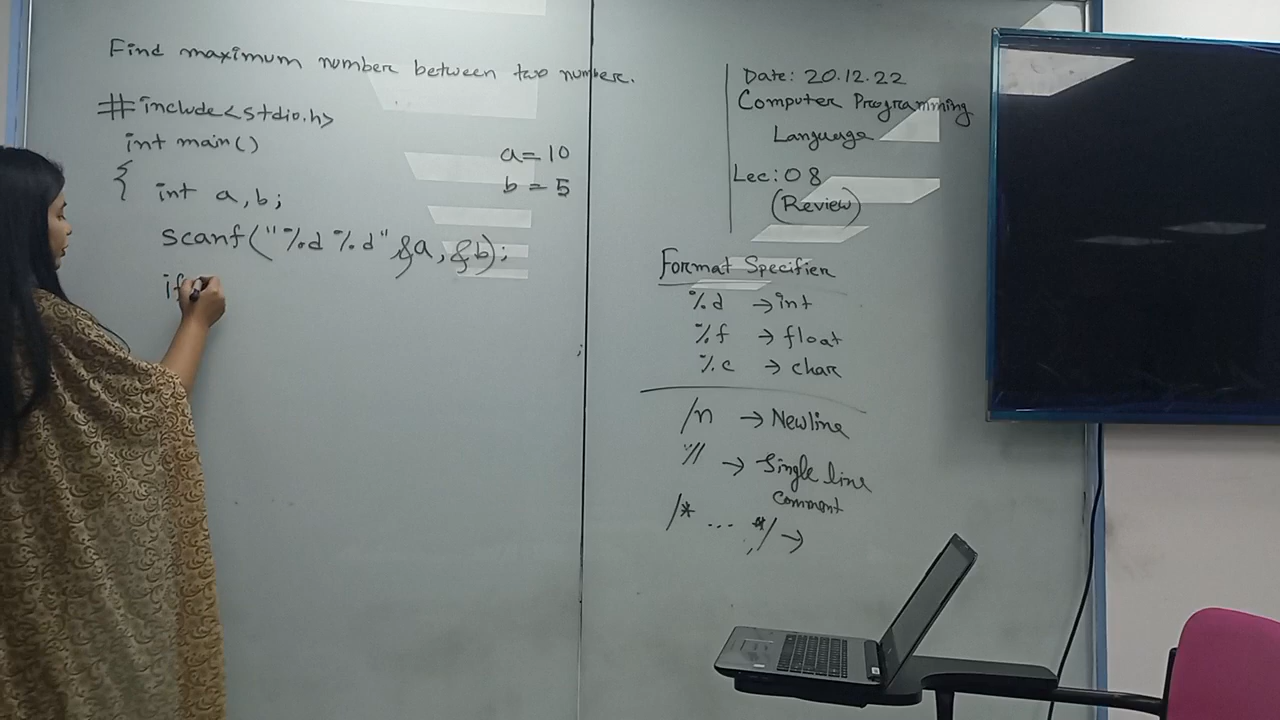 Find maximum number between two number.
#include<stdio.h>
int main()
{
int a,b;
scanf("%d %d" &a, &b);
if
a=10
b=5
Date: 20.12.22
Computer Programming
Language
Lec: 08
(Review)
Format Specifier
%d → int
%f → float
%c → char
/n → Newline
// → Single line
comment
/* ... */ →